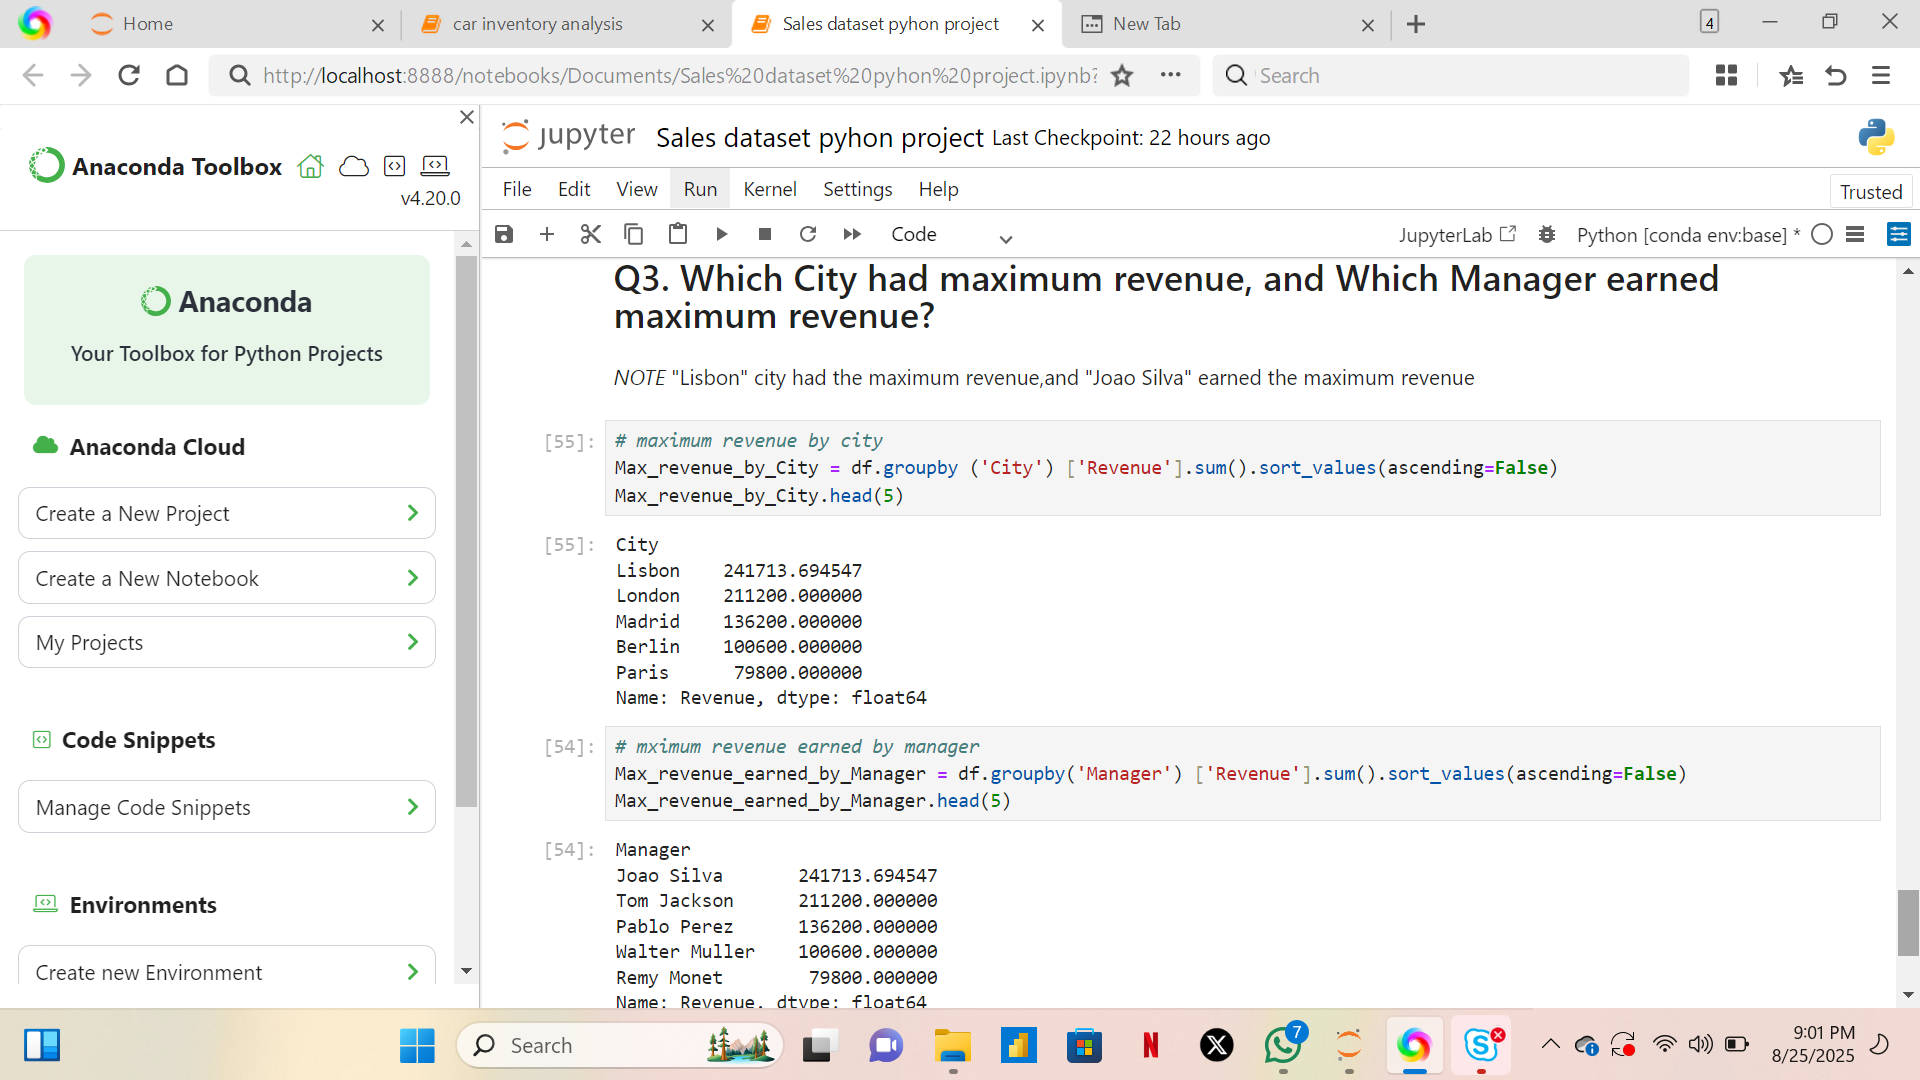 Home
car inventory analysis
Sales dataset pyhon project
New Tab
4
http://localhost:8888/notebooks/Documents/Sales%20dataset%20pyhon%20project.ipynb?
Search
Anaconda Toolbox
v4.20.0
Anaconda
Your Toolbox for Python Projects
Anaconda Cloud
Create a New Project
Create a New Notebook
My Projects
Code Snippets
Manage Code Snippets
Environments
Create new Environment
jupyter Sales dataset pyhon project Last Checkpoint: 22 hours ago
File Edit View Run Kernel Settings Help
Trusted
Code
JupyterLab
Python [conda env:base] *
Q3. Which City had maximum revenue, and Which Manager earned
maximum revenue?
NOTE "Lisbon" city had the maximum revenue,and "Joao Silva" earned the maximum revenue
[55]: # maximum revenue by city
Max_revenue_by_City = df.groupby ('City') ['Revenue'].sum().sort_values(ascending=False)
Max_revenue_by_City.head(5)
[55]: City
Lisbon 241713.694547
London 211200.000000
Madrid 136200.000000
Berlin 100600.000000
Paris 79800.000000
Name: Revenue, dtype: float64
[54]: # mximum revenue earned by manager
Max_revenue_earned_by_Manager = df.groupby('Manager') ['Revenue'].sum().sort_values(ascending=False)
Max_revenue_earned_by_Manager.head(5)
[54]: Manager
Joao Silva 241713.694547
Tom Jackson 211200.000000
Pablo Perez 136200.000000
Walter Muller 100600.000000
Remy Monet 79800.000000
Name: Revenue, dtype: float64
Search
7
9:01 PM
8/25/2025